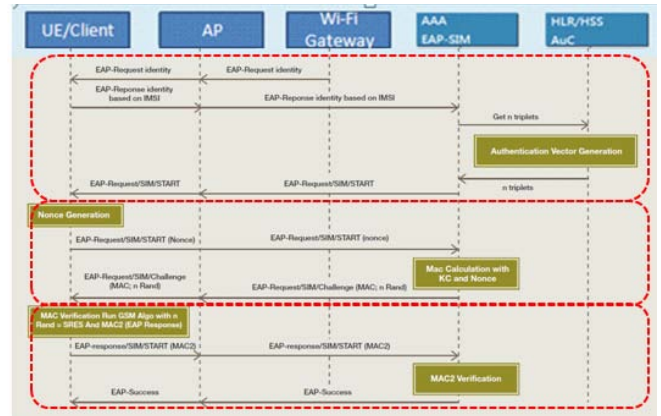 UE/Client
AP
Wi-Fi
Gateway
AAA
EAP-SIM
HLR/HSS
AuC
EAP-Request identity
EAP-Request identity
EAP-Reponse identity
based on IMSI
EAP-Reponse identity based on IMSI
Get n triplets
Authentication Vector Generation
n triplets
EAP-Request/SIM/START
EAP-Request/SIM/START
Nonce Generation
EAP-Request/SIM/START (Nonce)
EAP-Request/SIM/START (nonce)
Mac Calculation with
KC and Nonce
EAP-Request/SIM/Challenge
(MAC; n Rand)
EAP-Request/SIM/Challenge (MAC; n Rand)
MAC Verification Run GSM Algo with n
Rand = SRES And MAC2 (EAP Response)
EAP-response/SIM/START (MAC2)
EAP-response/SIM/START (MAC2)
MAC2 Verification
EAP-Success
EAP-Success